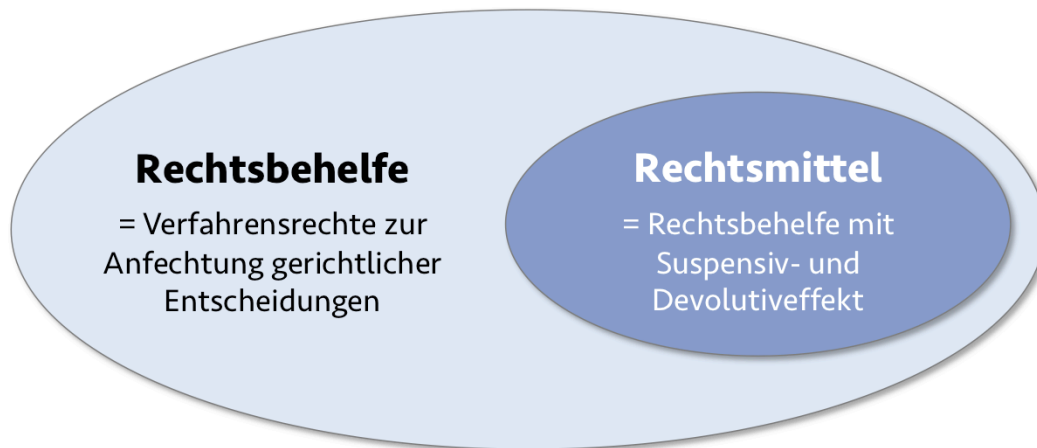 Rechtsbehelfe
= Verfahrensrechte zur
Anfechtung gerichtlicher
Entscheidungen
Rechtsmittel
= Rechtsbehelfe mit
Suspensiv- und
Devolutiveffekt